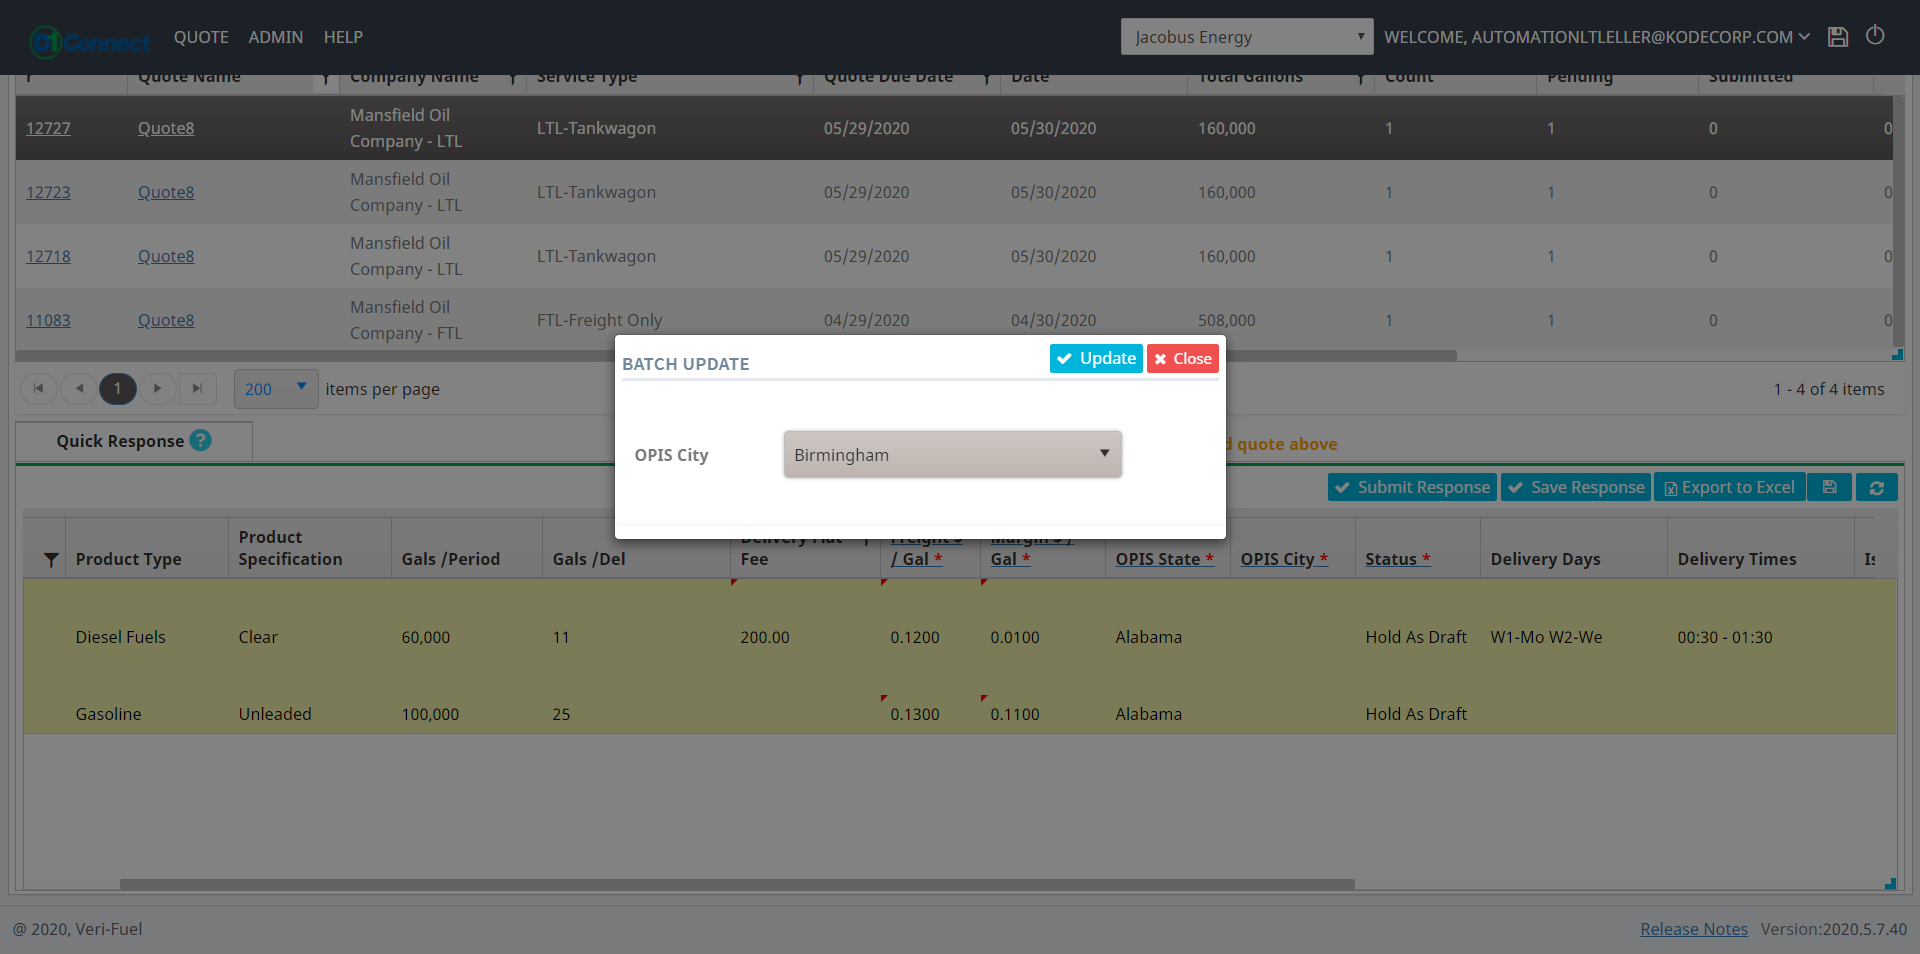 D1Connect QUOTE ADMIN HELP Jacobus Energy WELCOME, AUTOMATIONLTLELLER@KODECORP.COM
r Quote Name Company Name Service Type Quote Due Date Date Total Gallons Count Pending Submitted
12727 Quote8 Mansfield Oil Company - LTL LTL-Tankwagon 05/29/2020 05/30/2020 160,000 1 1 0 0
12723 Quote8 Mansfield Oil Company - LTL LTL-Tankwagon 05/29/2020 05/30/2020 160,000 1 1 0 0
12718 Quote8 Mansfield Oil Company - LTL LTL-Tankwagon 05/29/2020 05/30/2020 160,000 1 1 0 0
11083 Quote8 Mansfield Oil Company - FTL FTL-Freight Only 04/29/2020 04/30/2020 508,000 1 1 0 0
BATCH UPDATE Update Close
1 200 items per page 1 - 4 of 4 items
Quick Response ? quote above
OPIS City Birmingham
Submit Response Save Response Export to Excel
Product Type Product Specification Gals /Period Gals /Del Delivery Flat Fee Freight $ / Gal * Margin $ / Gal * OPIS State * OPIS City * Status * Delivery Days Delivery Times Is
Diesel Fuels Clear 60,000 11 200.00 0.1200 0.0100 Alabama Hold As Draft W1-Mo W2-We 00:30 - 01:30
Gasoline Unleaded 100,000 25 0.1300 0.1100 Alabama Hold As Draft
@ 2020, Veri-Fuel Release Notes Version:2020.5.7.40